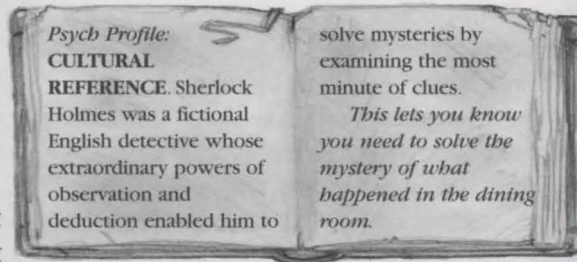 Psych Profile:
CULTURAL
REFERENCE. Sherlock
Holmes was a fictional
English detective whose
extraordinary powers of
observation and
deduction enabled him to
solve mysteries by
examining the most
minute of clues.
This lets you know
you need to solve the
mystery of what
happened in the dining
room.